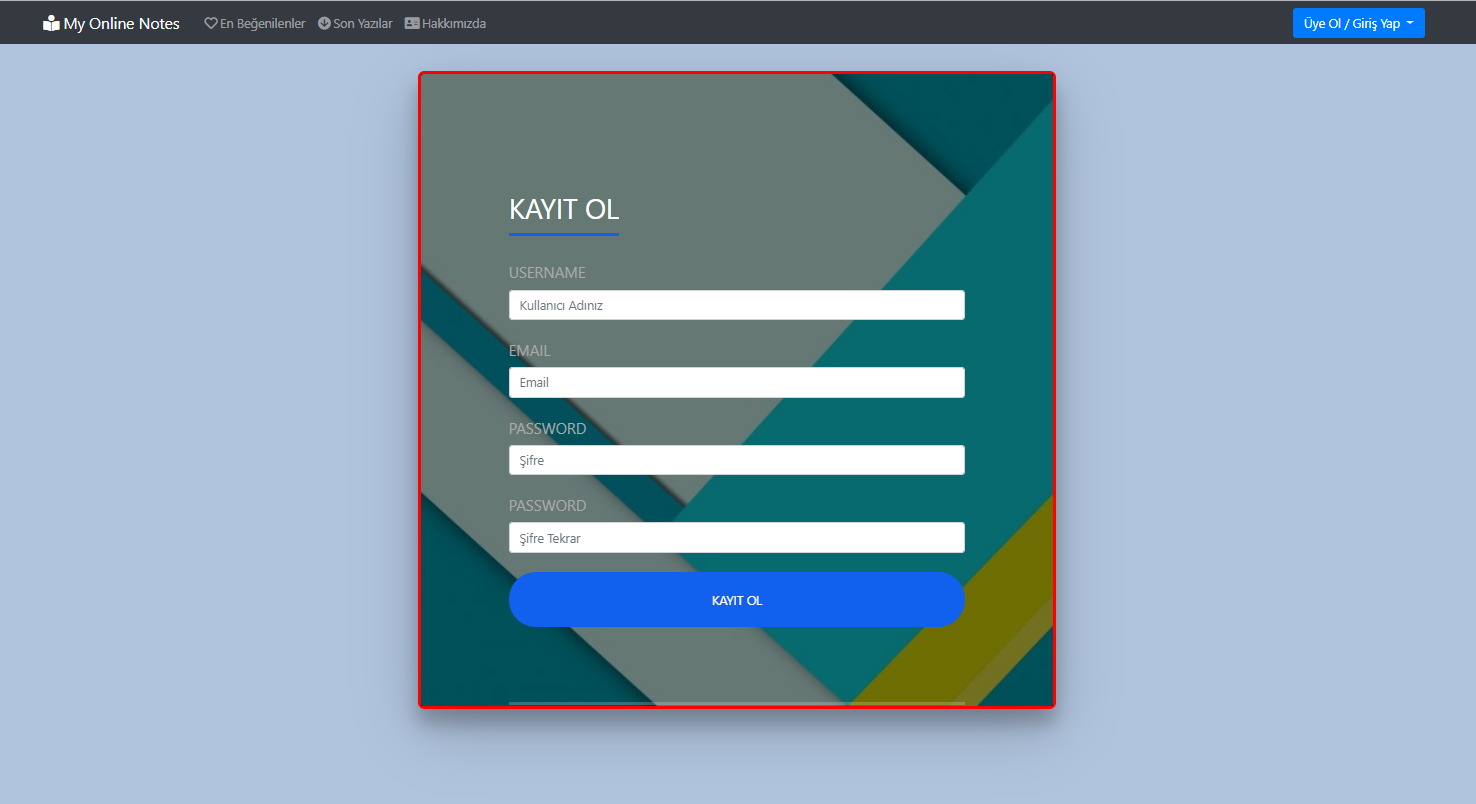 My Online Notes En Beğenilenler Son Yazılar Hakkımızda Üye Ol / Giriş Yap
KAYIT OL
USERNAME
Kullanıcı Adınız
EMAIL
Email
PASSWORD
Şifre
PASSWORD
Şifre Tekrar
KAYIT OL